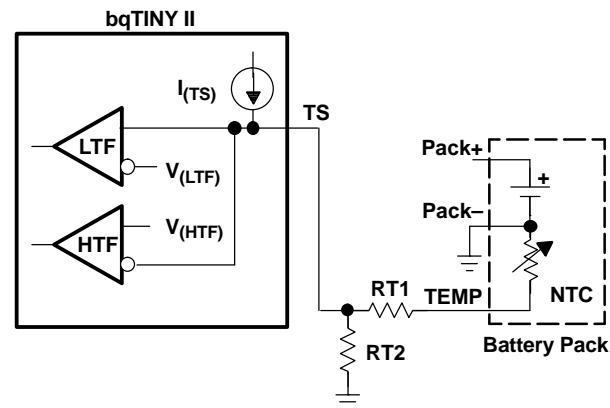 bqTINY II
I(TS)
TS
LTF
V(LTF)
V(HTF)
HTF
Pack+
+
Pack−
RT1
TEMP
NTC
RT2
Battery Pack